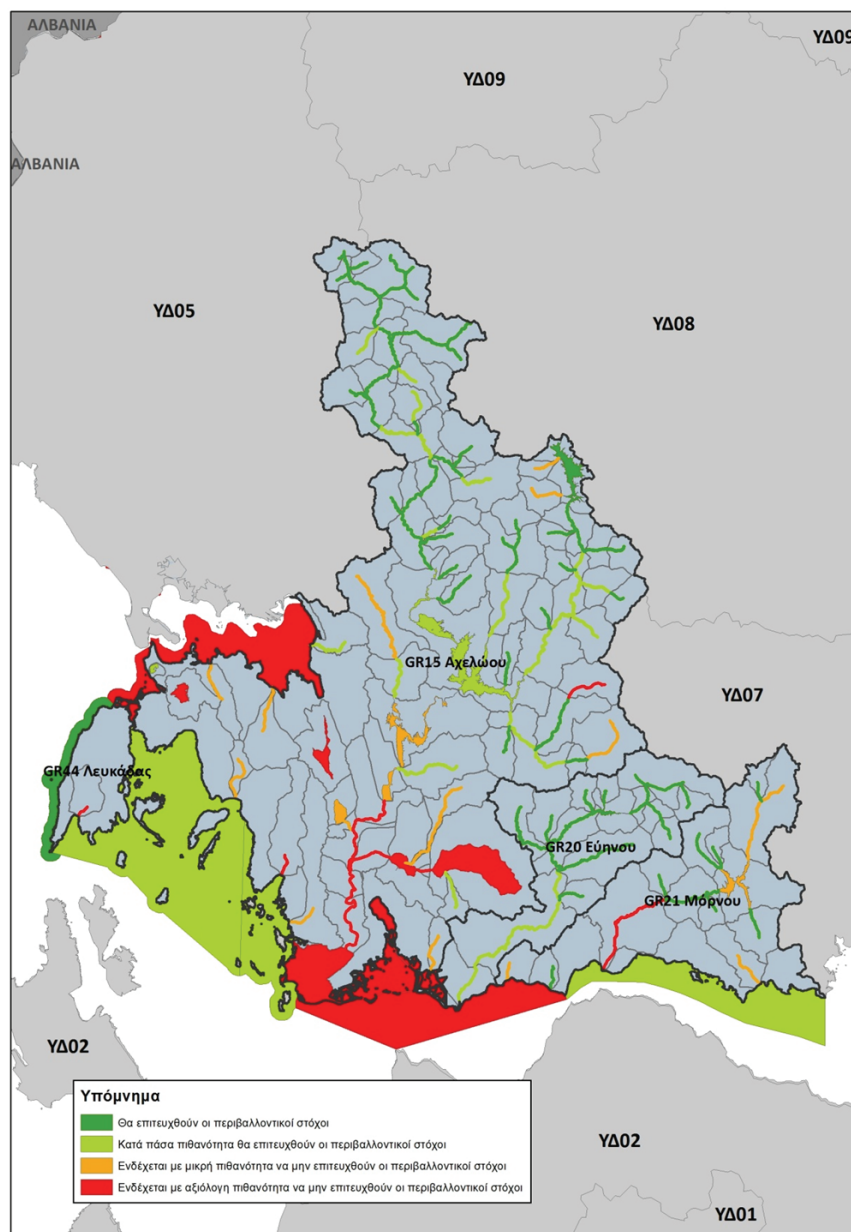 ΑΛΒΑΝΙΑ
ΥΔ09
ΥΔ09
ΑΛΒΑΝΙΑ
ΥΔ05
ΥΔ08
GR15 Αχελώου
ΥΔ07
GR44 Λευκάδας
GR20 Εύηνου
GR21 Μόρνου
ΥΔ02
Υπόμνημα
Θα επιτευχθούν οι περιβαλλοντικοί στόχοι
Κατά πάσα πιθανότητα θα επιτευχθούν οι περιβαλλοντικοί στόχοι
Ενδέχεται με μικρή πιθανότητα να μην επιτευχθούν οι περιβαλλοντικοί στόχοι
Ενδέχεται με αξιόλογη πιθανότητα να μην επιτευχθούν οι περιβαλλοντικοί στόχοι
ΥΔ02
ΥΔ01